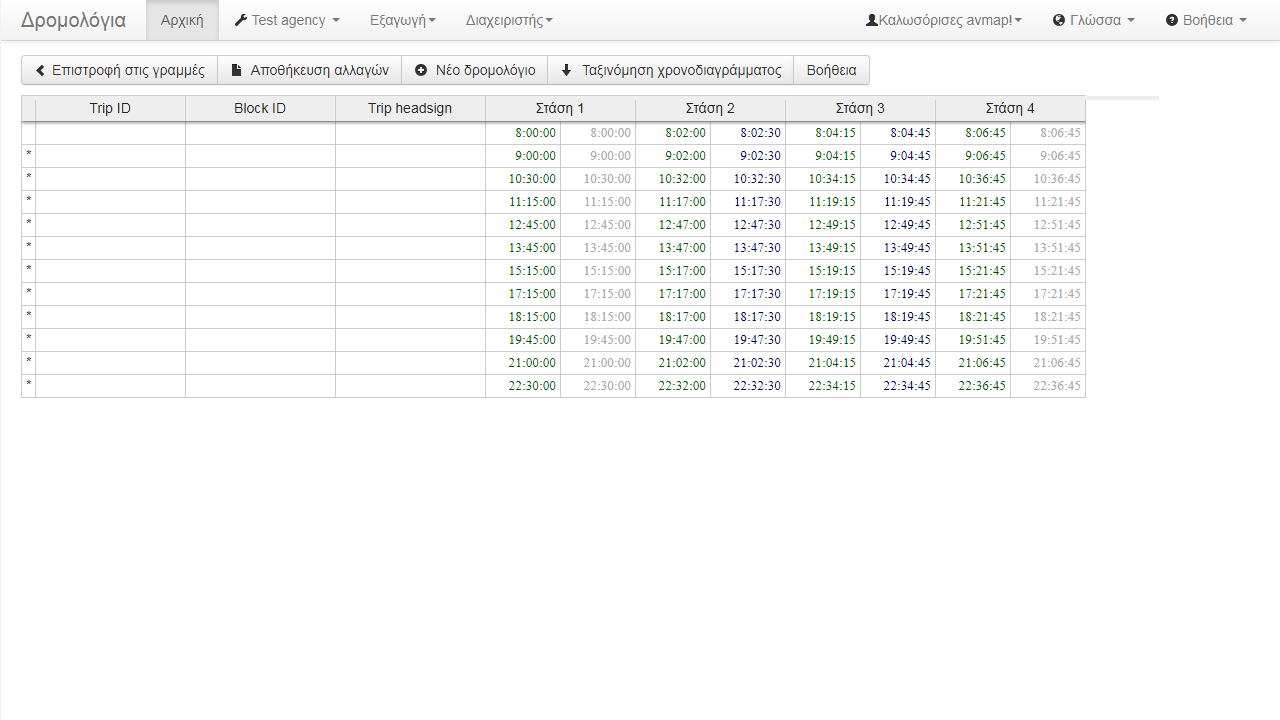 Δρομολόγια Αρχική Test agency Εξαγωγή Διαχειριστής Καλωσόρισες avmap! Γλώσσα Βοήθεια
Επιστροφή στις γραμμές Αποθήκευση αλλαγών Νέο δρομολόγιο Ταξινόμηση χρονοδιαγράμματος Βοήθεια
Trip ID Block ID Trip headsign Στάση 1 Στάση 2 Στάση 3 Στάση 4
8:00:00 8:00:00 8:02:00 8:02:30 8:04:15 8:04:45 8:06:45 8:06:45
* 9:00:00 9:00:00 9:02:00 9:02:30 9:04:15 9:04:45 9:06:45 9:06:45
* 10:30:00 10:30:00 10:32:00 10:32:30 10:34:15 10:34:45 10:36:45 10:36:45
* 11:15:00 11:15:00 11:17:00 11:17:30 11:19:15 11:19:45 11:21:45 11:21:45
* 12:45:00 12:45:00 12:47:00 12:47:30 12:49:15 12:49:45 12:51:45 12:51:45
* 13:45:00 13:45:00 13:47:00 13:47:30 13:49:15 13:49:45 13:51:45 13:51:45
* 15:15:00 15:15:00 15:17:00 15:17:30 15:19:15 15:19:45 15:21:45 15:21:45
* 17:15:00 17:15:00 17:17:00 17:17:30 17:19:15 17:19:45 17:21:45 17:21:45
* 18:15:00 18:15:00 18:17:00 18:17:30 18:19:15 18:19:45 18:21:45 18:21:45
* 19:45:00 19:45:00 19:47:00 19:47:30 19:49:15 19:49:45 19:51:45 19:51:45
* 21:00:00 21:00:00 21:02:00 21:02:30 21:04:15 21:04:45 21:06:45 21:06:45
* 22:30:00 22:30:00 22:32:00 22:32:30 22:34:15 22:34:45 22:36:45 22:36:45